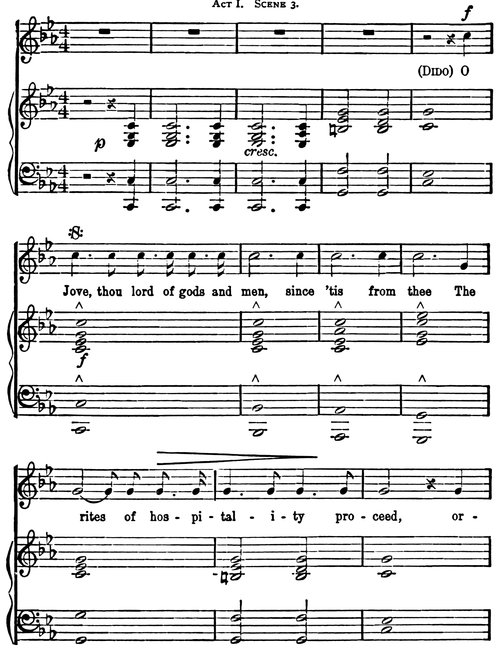 ACT I. SCENE 3.
f
(DIDO) O
p
cresc.
Jove, thou lord of gods and men, since 'tis from thee The
f
rites of hos - pi - tal - i - ty pro - ceed, or -